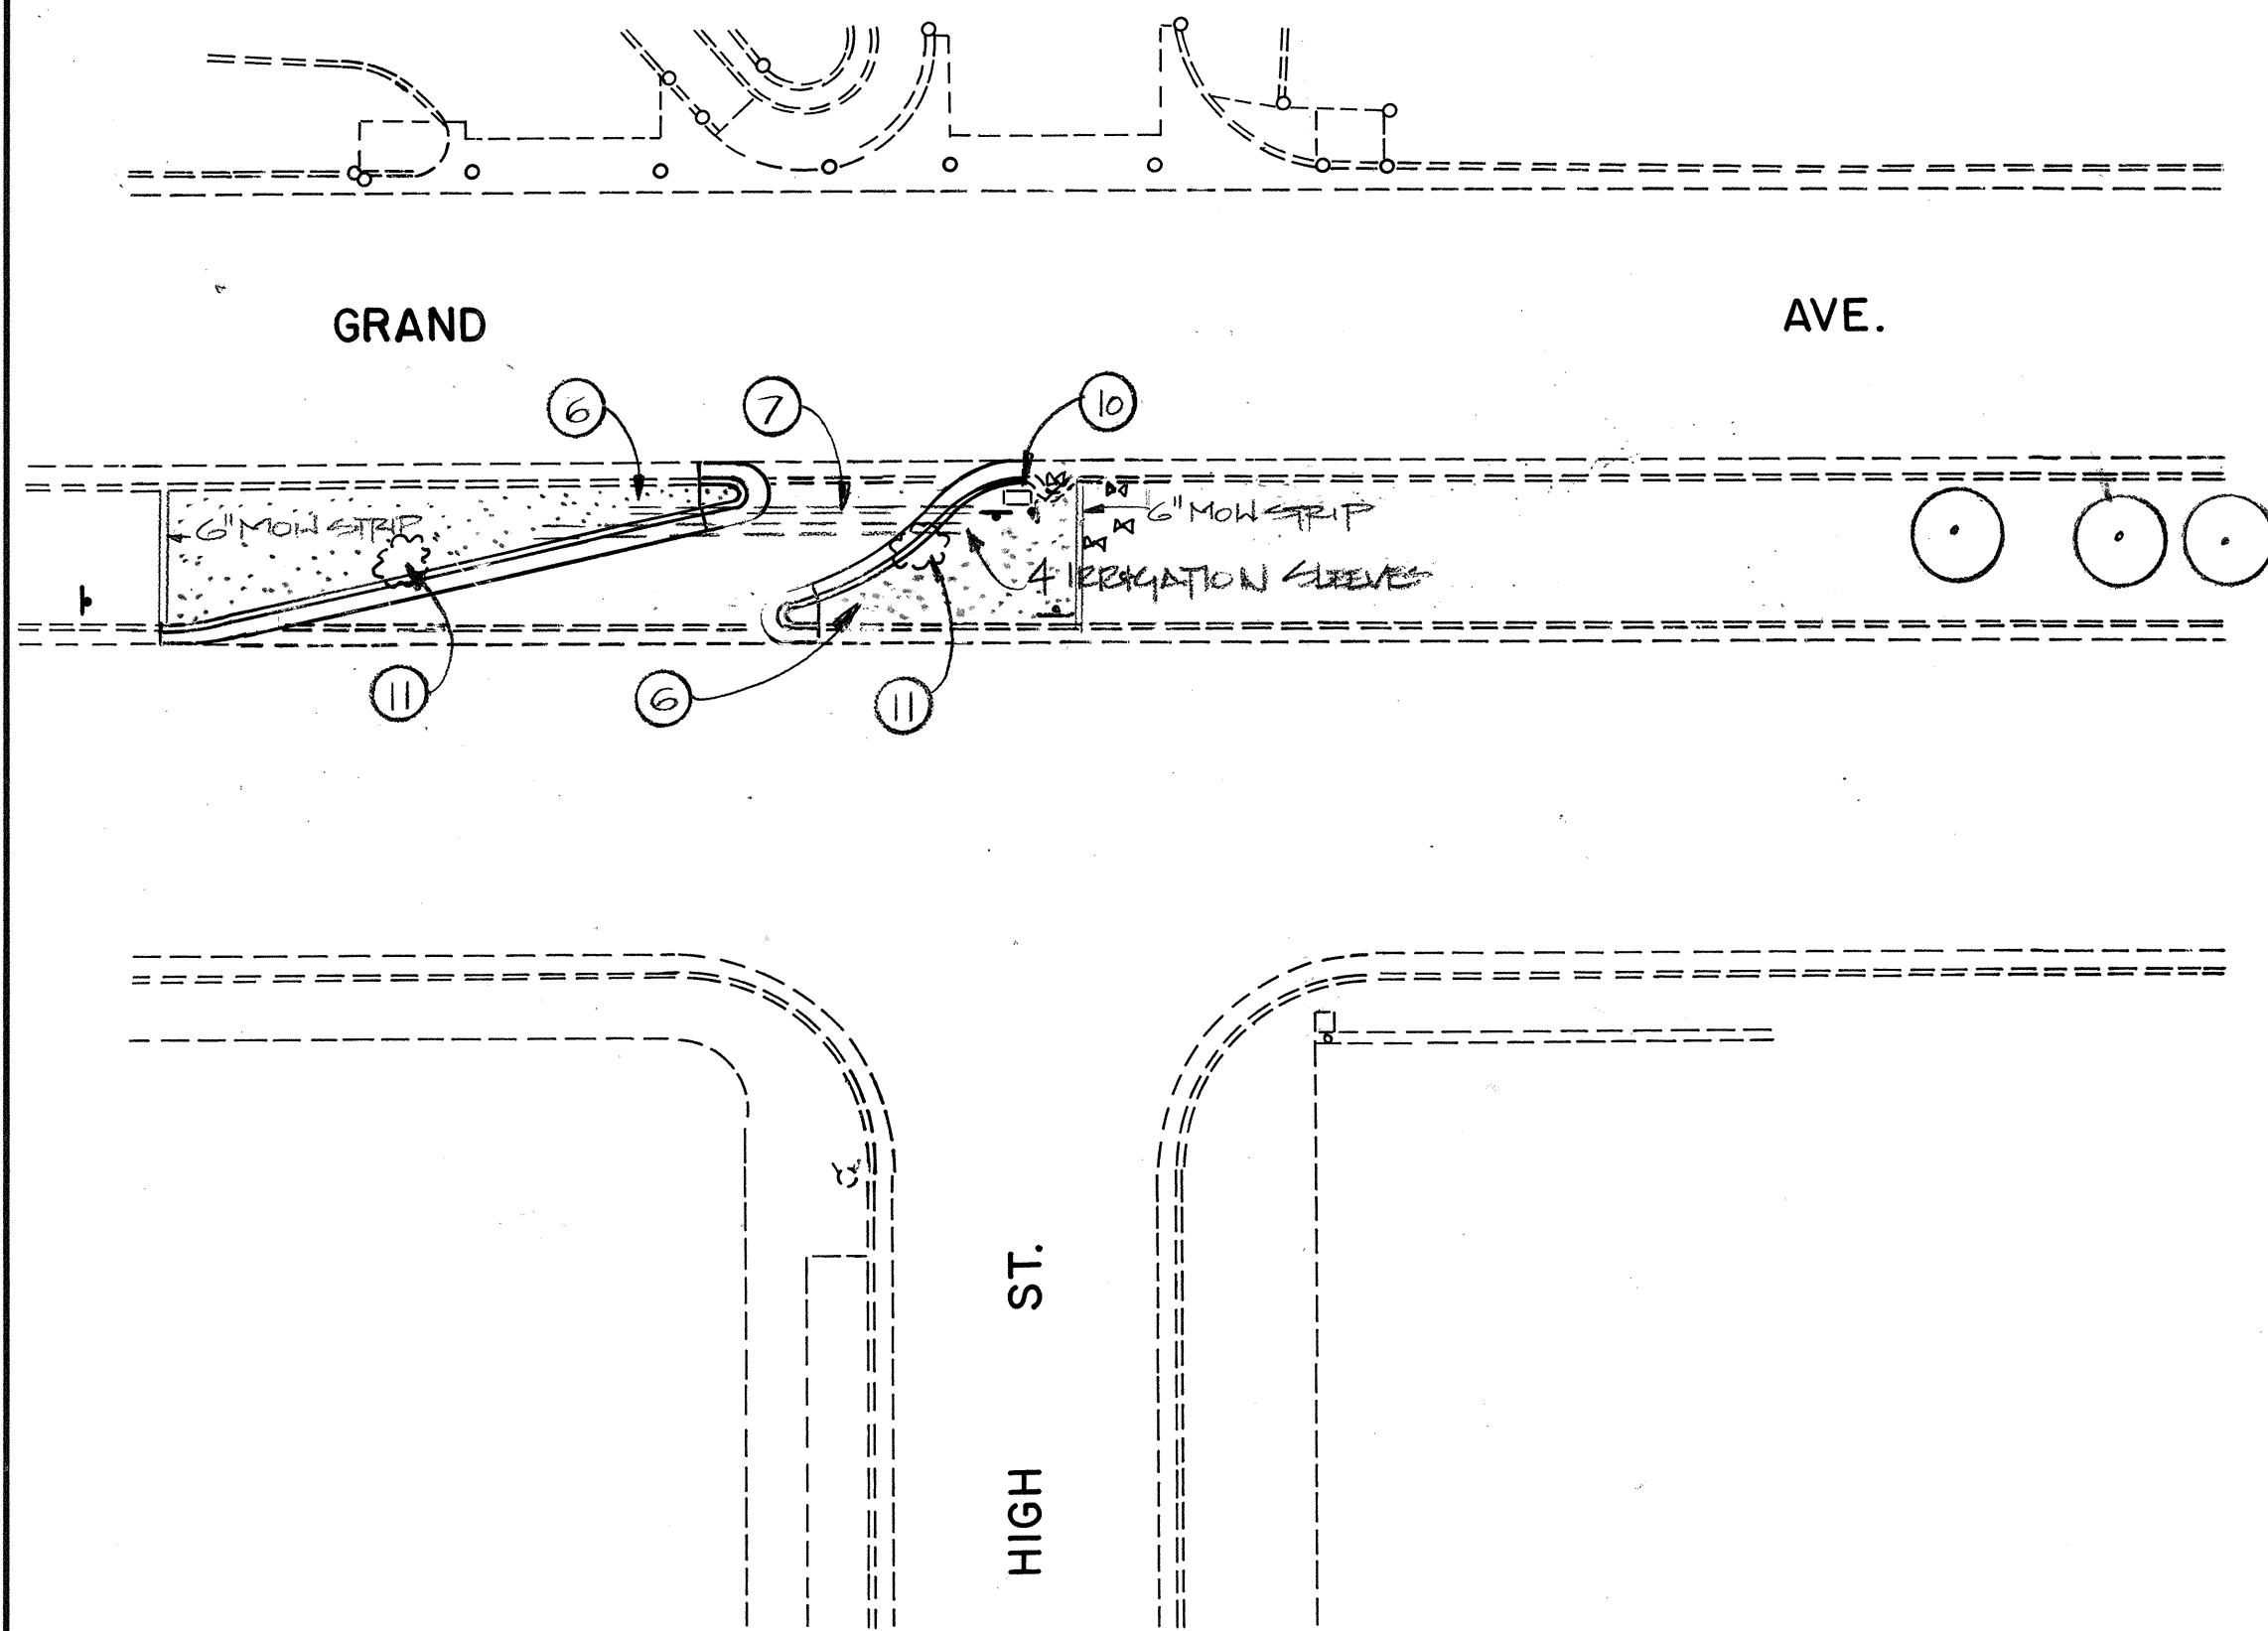 GRAND AVE.
6 7 10
6" MOW STRIP
6" MOW STRIP
4 IRRIGATION SLEEVES
11 6 11
HIGH ST.